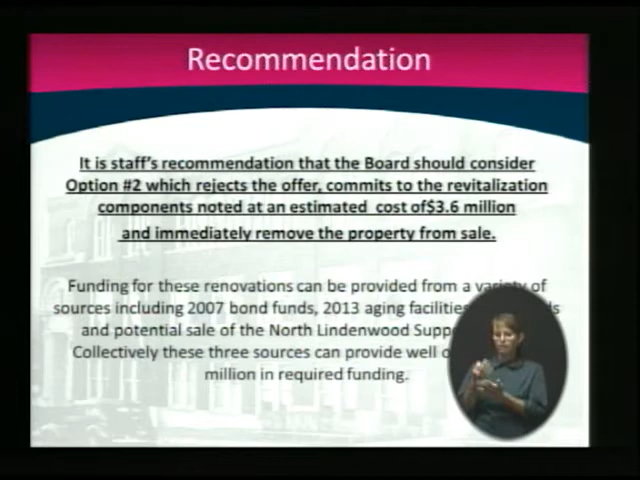 Recommendation
It is staff's recommendation that the Board should consider
Option #2 which rejects the offer, commits to the revitalization
components noted at an estimated cost of$3.6 million
and immediately remove the property from sale.
Funding for these renovations can be provided from a variety of
sources including 2007 bond funds, 2013 aging facilities
and potential sale of the North Lindenwood
Collectively these three sources can provide well
million in required funding.